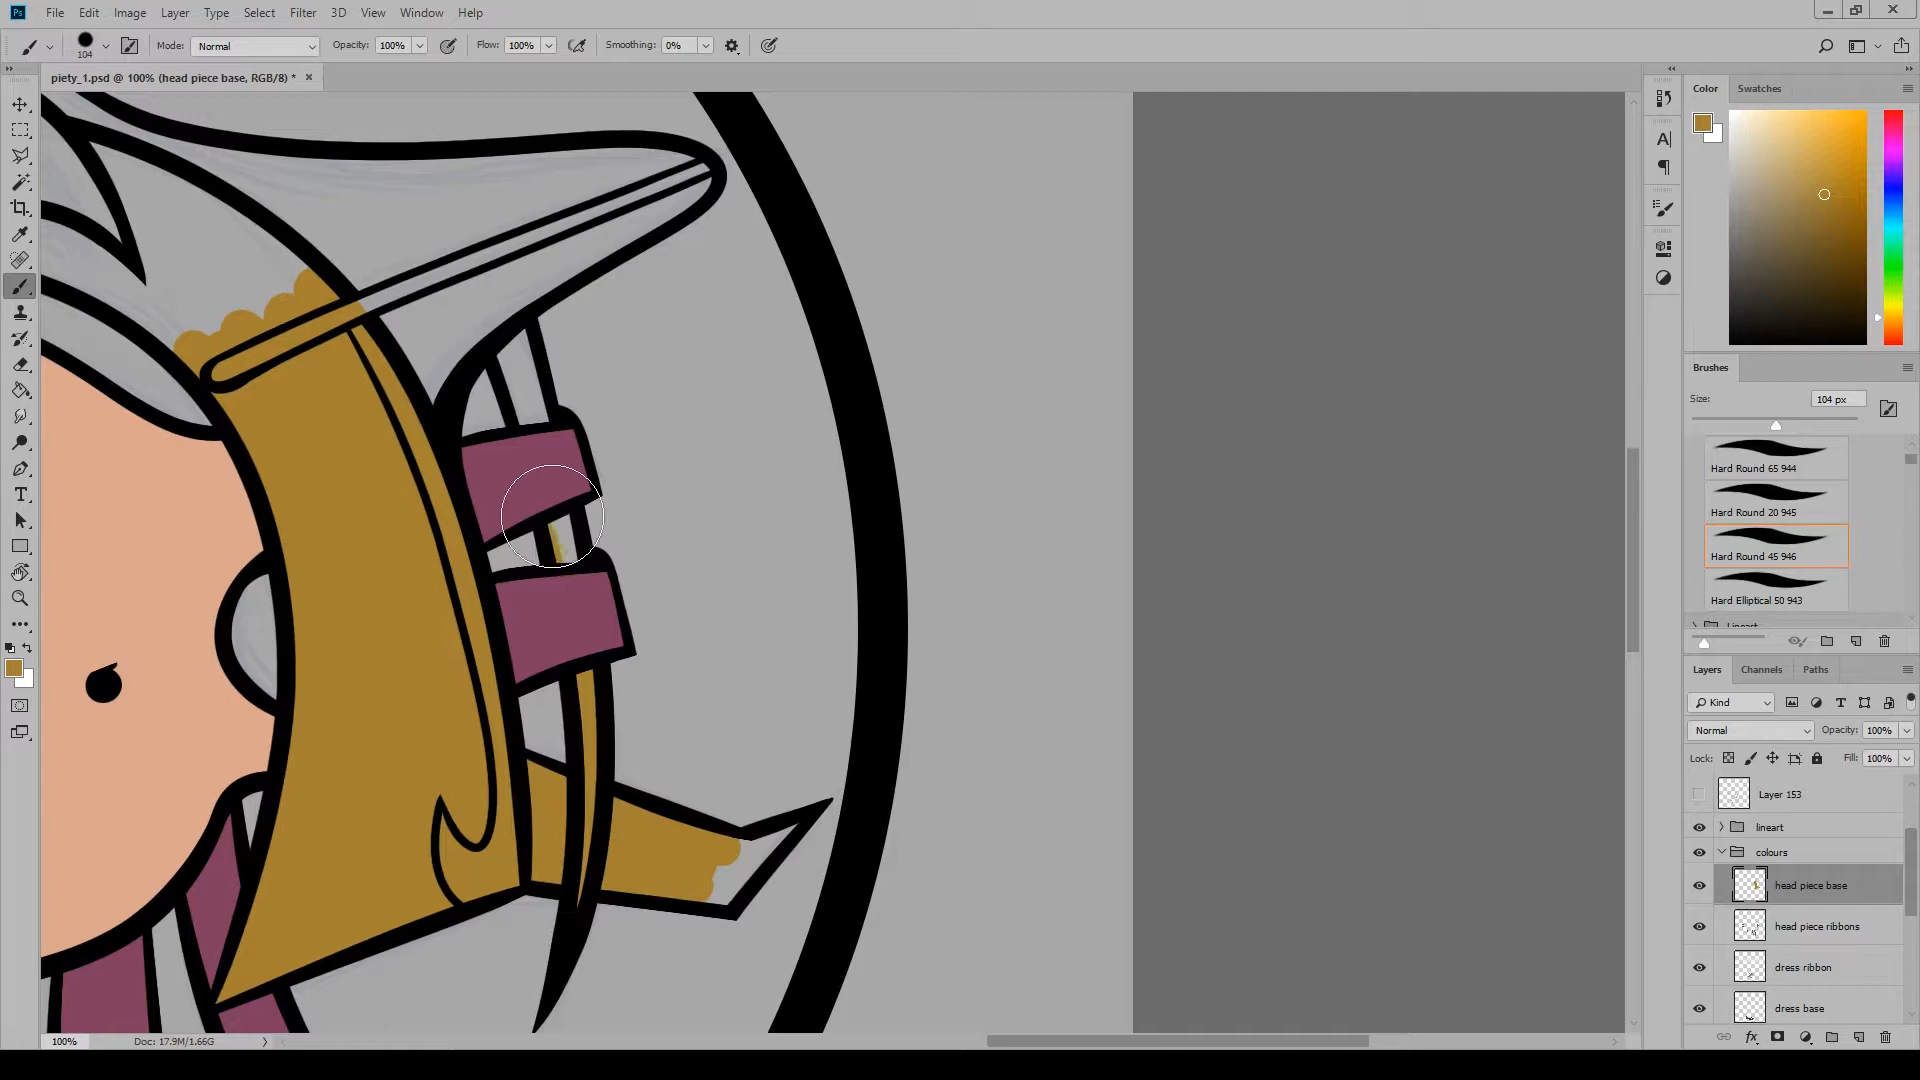 Ps File Edit Image Layer Type Select Filter 3D View Window Help
104 Mode: Normal Opacity: 100% Flow: 100% Smoothing: 0%
piety_1.psd @ 100% (head piece base, RGB/8) *
Color Swatches
Brushes
Size: 104 px
Hard Round 65 944
Hard Round 20 945
Hard Round 45 946
Hard Elliptical 50 943
Lineart
Layers Channels Paths
Kind
Normal Opacity: 100%
Lock: Fill: 100%
Layer 153
lineart
colours
head piece base
head piece ribbons
dress ribbon
dress base
100% Doc: 17.9M/1.66G